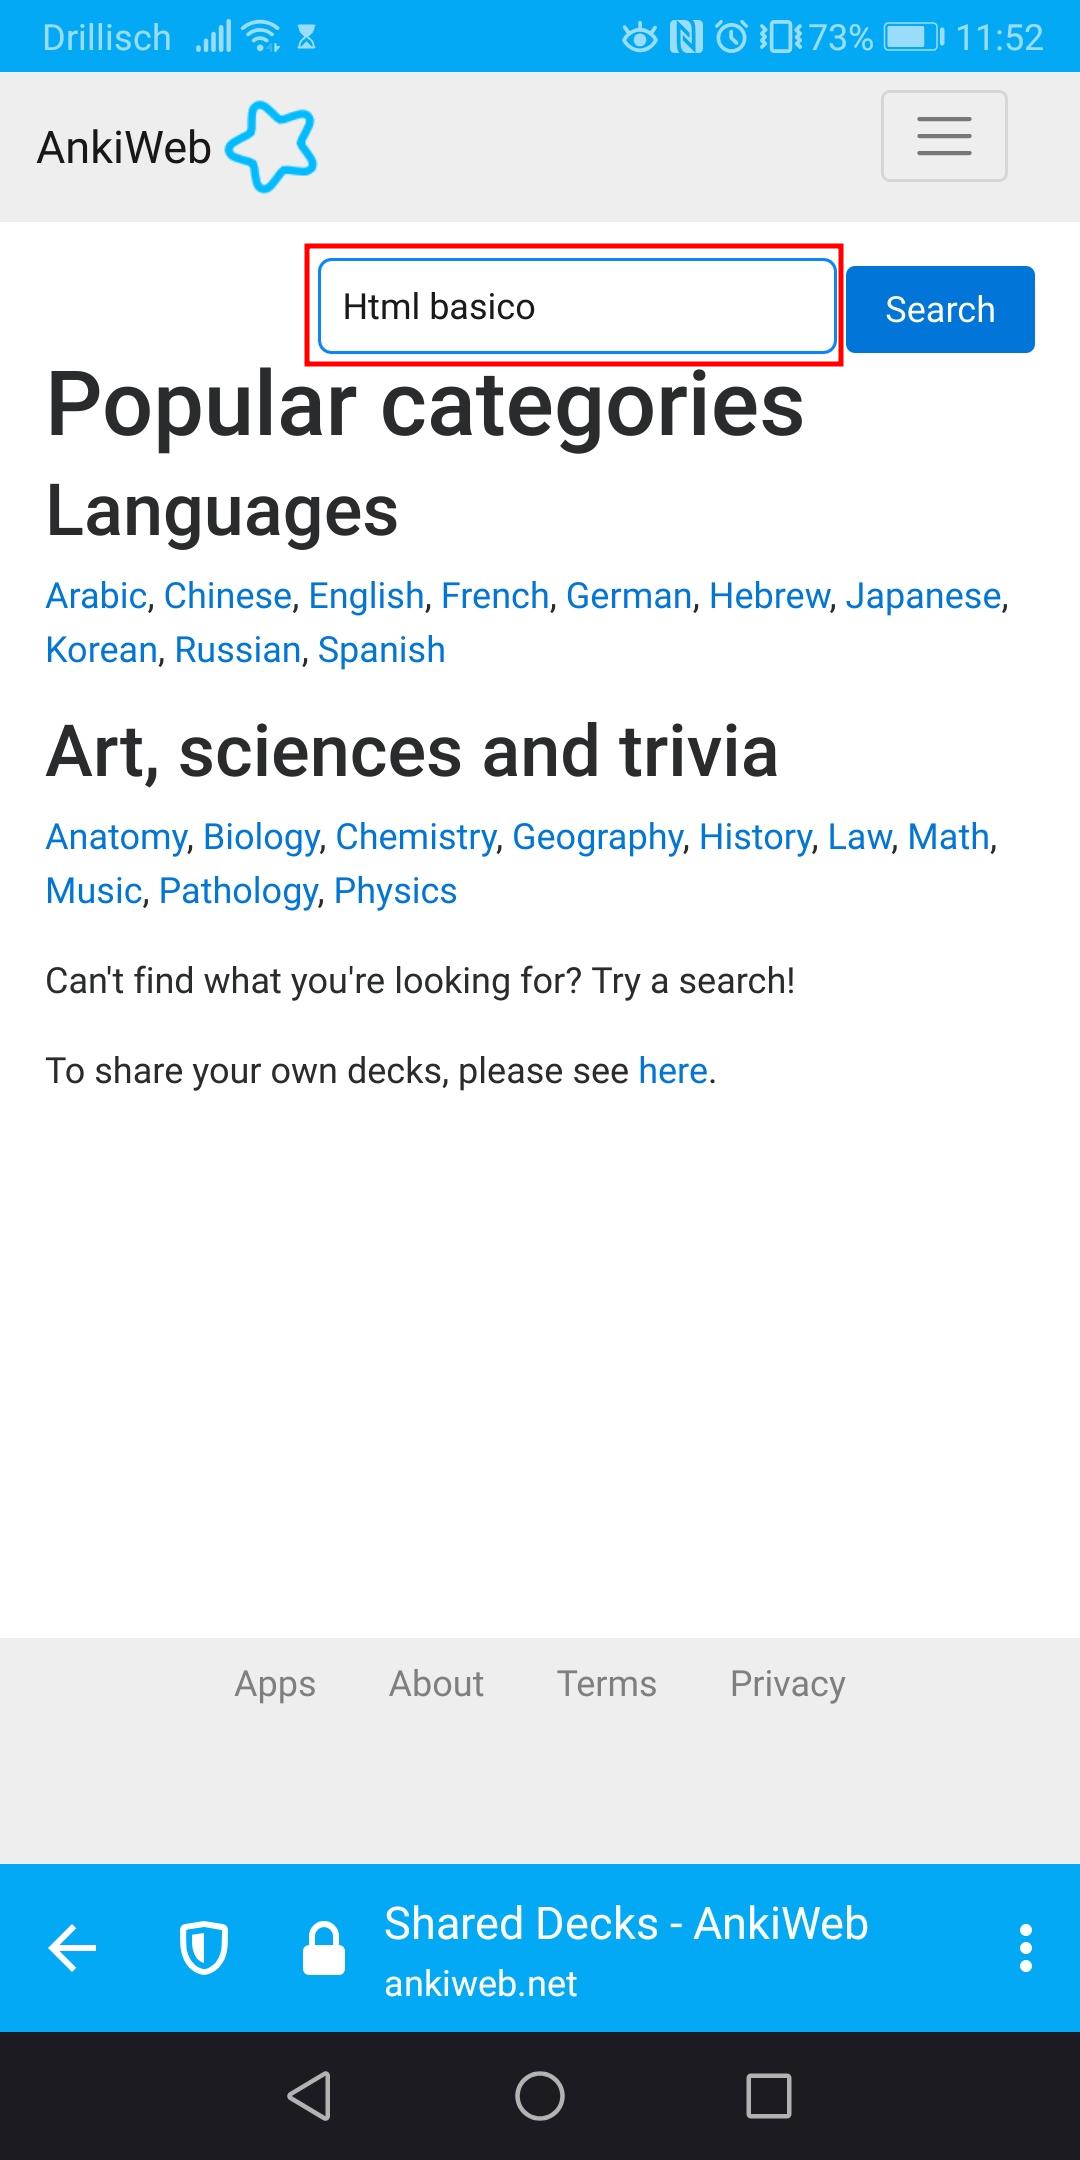 Drillisch 73% 11:52
AnkiWeb
Html basico Search
Popular categories
Languages
Arabic, Chinese, English, French, German, Hebrew, Japanese,
Korean, Russian, Spanish
Art, sciences and trivia
Anatomy, Biology, Chemistry, Geography, History, Law, Math,
Music, Pathology, Physics
Can't find what you're looking for? Try a search!
To share your own decks, please see here.
Apps About Terms Privacy
Shared Decks - AnkiWeb
ankiweb.net